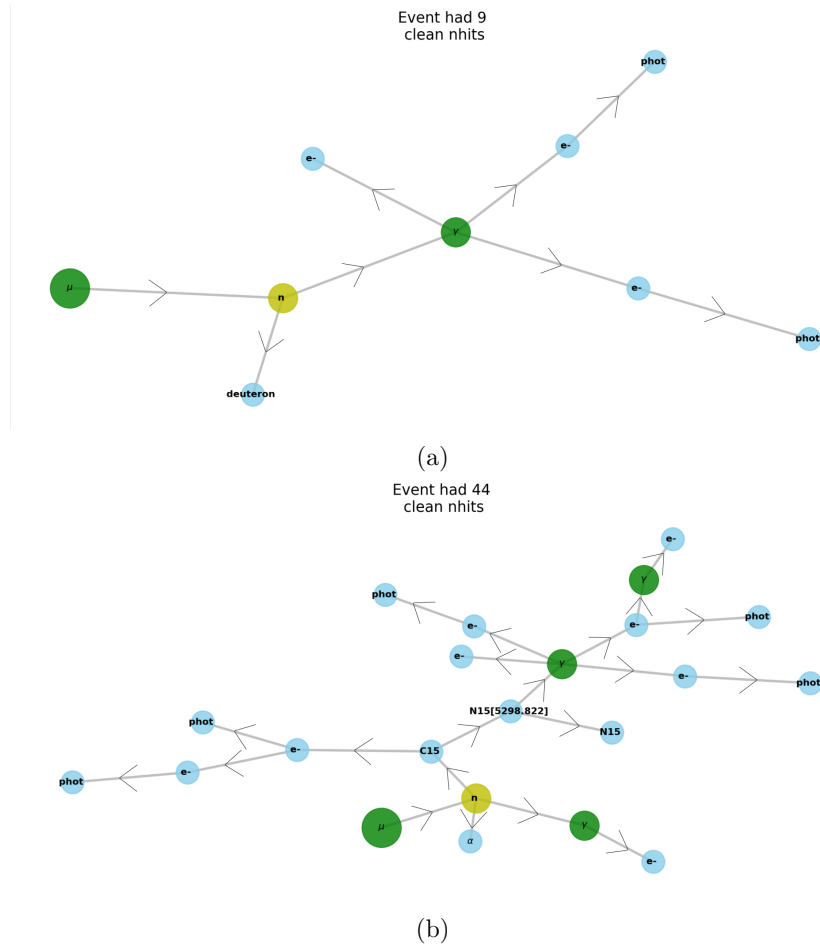 Event had 9
clean nhits
phot
e-
e-
γ
μ
n
e-
phot
deuteron
(a)
Event had 44
clean nhits
e-
γ
phot
phot
e-
e-
e-
γ
e-
phot
N15[5298.822]
phot
N15
e-
C15
e-
phot
n
μ
γ
α
e-
(b)